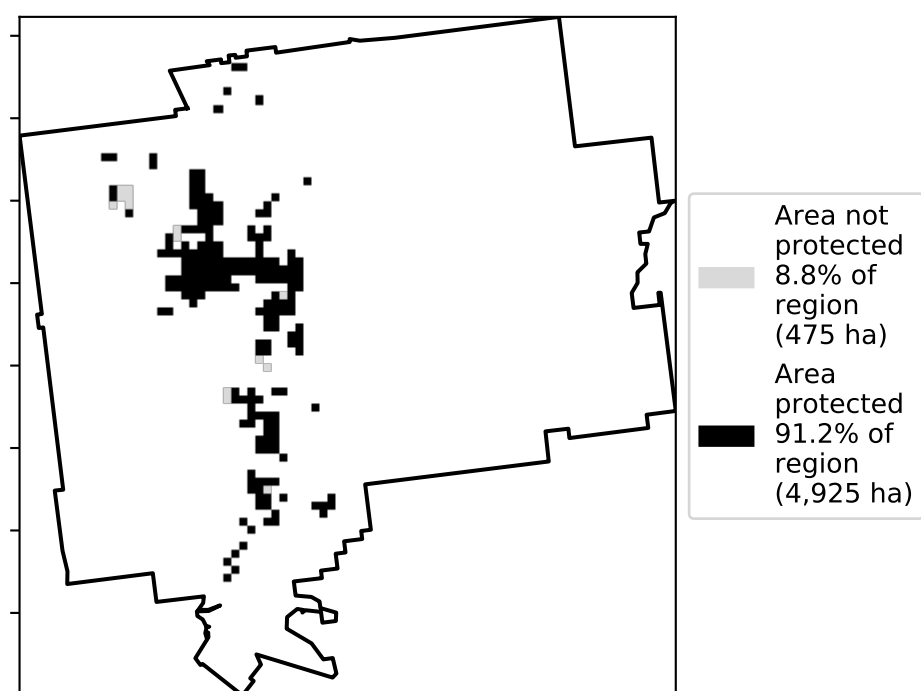 Area not
protected
8.8% of
region
(475 ha)
Area
protected
91.2% of
region
(4,925 ha)